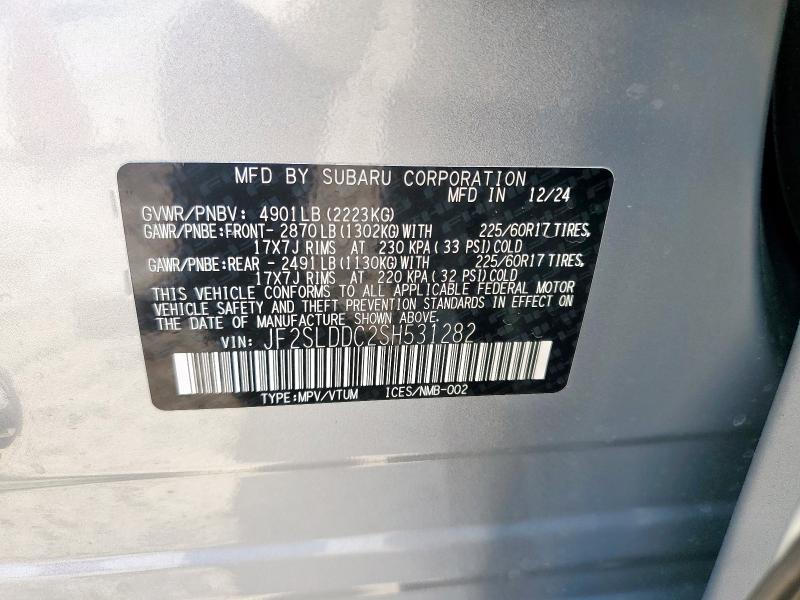 MFD BY SUBARU CORPORATION
MFD IN 12/24
GVWR/PNBV: 4901LB (2223KG)
GAWR/PNBE:FRONT- 2870LB (1302KG)WITH 225/60R17 TIRES,
17X7J RIMS AT 230 KPA ( 33 PSI)COLD
GAWR/PNBE:REAR - 2491LB (1130KG)WITH 225/60R17 TIRES,
17X7J RIMS AT 220 KPA ( 32 PSI)COLD
THIS VEHICLE CONFORMS TO ALL APPLICABLE FEDERAL MOTOR
VEHICLE SAFETY AND THEFT PREVENTION STANDARDS IN EFFECT ON
THE DATE OF MANUFACTURE SHOWN ABOVE.
VIN: JF2SLDDC2SH531282
TYPE:MPV/VTUM ICES/NMB-002